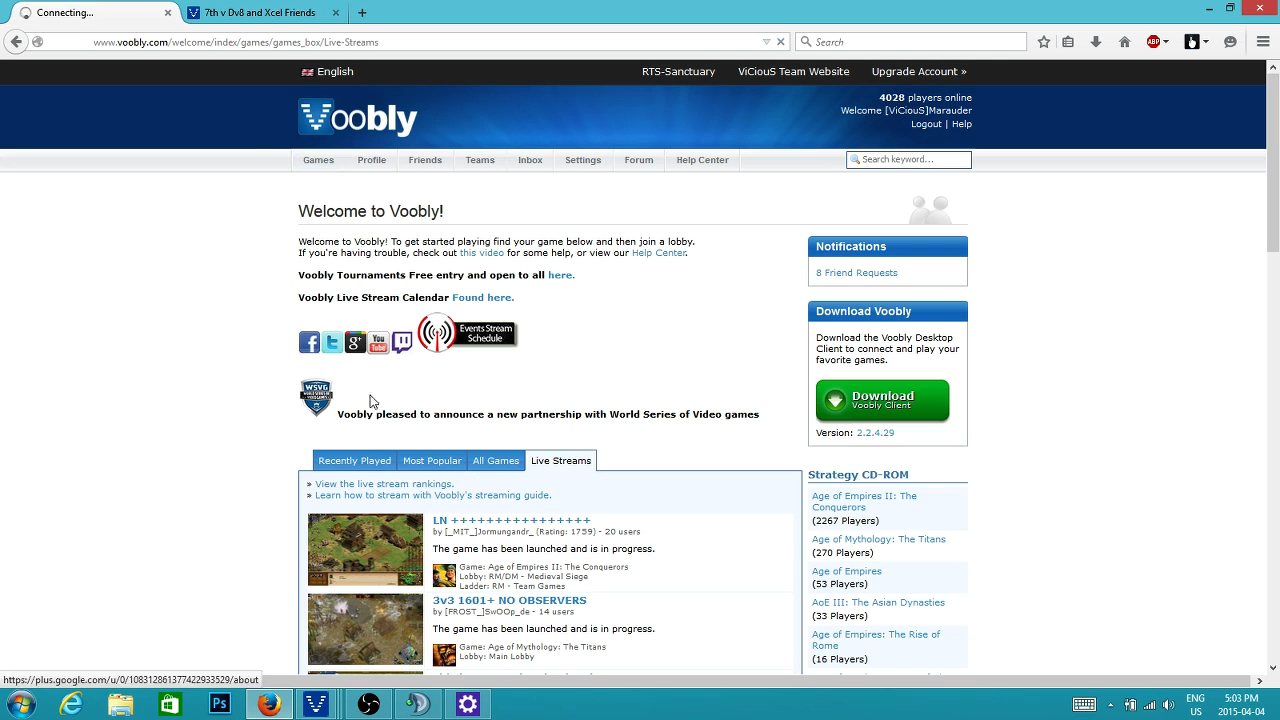 Connecting...
7th v Dv8 and Xcel Friends
www.voobly.com/welcome/index/games/games_box/Live-Streams
Search
ABP
English
RTS-Sanctuary
ViCiouS Team Website
Upgrade Account »
Voobly
4028 players online
Welcome [ViCiouS]Marauder
Logout | Help
Games
Profile
Friends
Teams
Inbox
Settings
Forum
Help Center
Search keyword...
Welcome to Voobly!
Welcome to Voobly! To get started playing find your game below and then join a lobby.
If you're having trouble, check out this video for some help, or view our Help Center.
Voobly Tournaments Free entry and open to all here.
Voobly Live Stream Calendar Found here.
You
Tube
Events Stream
Schedule
WSVG
Voobly pleased to announce a new partnership with World Series of Video games
Recently Played
Most Popular
All Games
Live Streams
» View the live stream rankings.
» Learn how to stream with Voobly's streaming guide.
LN ++++++++++++++++
by [_MIT_]Jormungandr_ (Rating: 1759) - 20 users
The game has been launched and is in progress.
Game: Age of Empires II: The Conquerors
Lobby: RM/DM - Medieval Siege
Ladder: RM - Team Games
3v3 1601+ NO OBSERVERS
by [FROST_]SwOOp_de - 14 users
The game has been launched and is in progress.
Game: Age of Mythology: The Titans
Lobby: Main Lobby
Notifications
8 Friend Requests
Download Voobly
Download the Voobly Desktop
Client to connect and play your
favorite games.
Download
Voobly Client
Version: 2.2.4.29
Strategy CD-ROM
Age of Empires II: The
Conquerors
(2267 Players)
Age of Mythology: The Titans
(270 Players)
Age of Empires
(53 Players)
AoE III: The Asian Dynasties
(33 Players)
Age of Empires: The Rise of
Rome
(16 Players)
https://plus.google.com/u/0/108312861377422933529/about
Ps
ENG
US
5:03 PM
2015-04-04